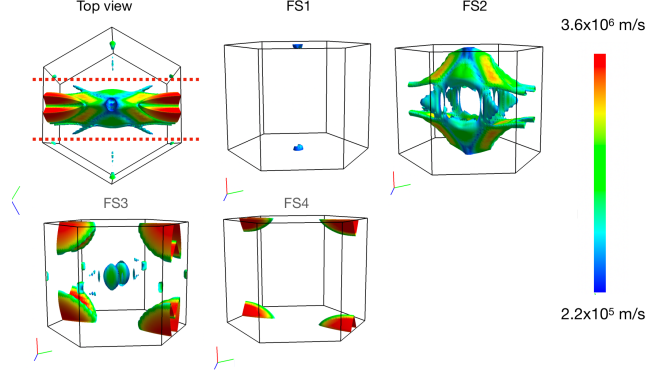 Top view
FS1
FS2
3.6x10⁶ m/s
FS3
FS4
2.2x10⁵ m/s